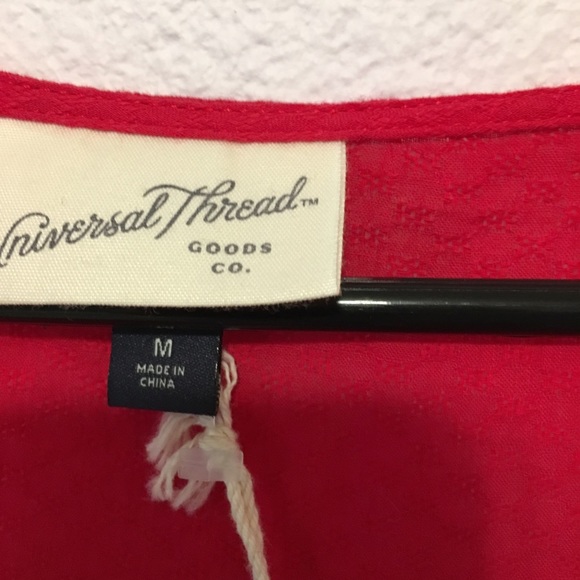 Universal Thread™
GOODS
CO.
M
MADE IN
CHINA